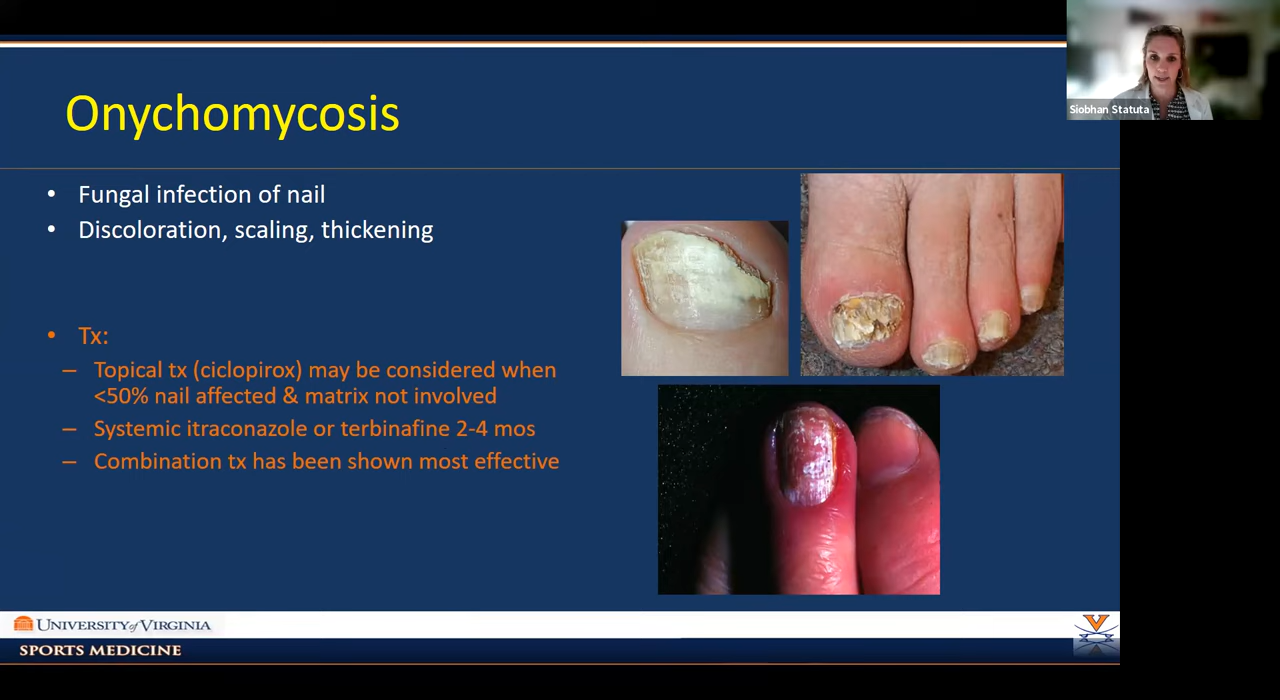 Siobhan Statuta
Onychomycosis
• Fungal infection of nail
• Discoloration, scaling, thickening
• Tx:
– Topical tx (ciclopirox) may be considered when
<50% nail affected & matrix not involved
– Systemic itraconazole or terbinafine 2-4 mos
– Combination tx has been shown most effective
UNIVERSITY of VIRGINIA
SPORTS MEDICINE